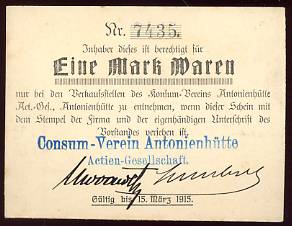 Nr. 7435.
Inhaber dieses ist berechtigt für
Eine Mark Waren
nur bei den Verkaufsstellen des Konsum-Vereins Antonienhütte
Act.-Ges., Antonienhütte zu entnehmen, wenn dieser Schein mit
dem Stempel der Firma und der eigenhändigen Unterschrift des
Vorstandes versehen ist.
Consum-Verein Antonienhütte
Actien-Gesellschaft.
Gültig bis 15. März 1915.